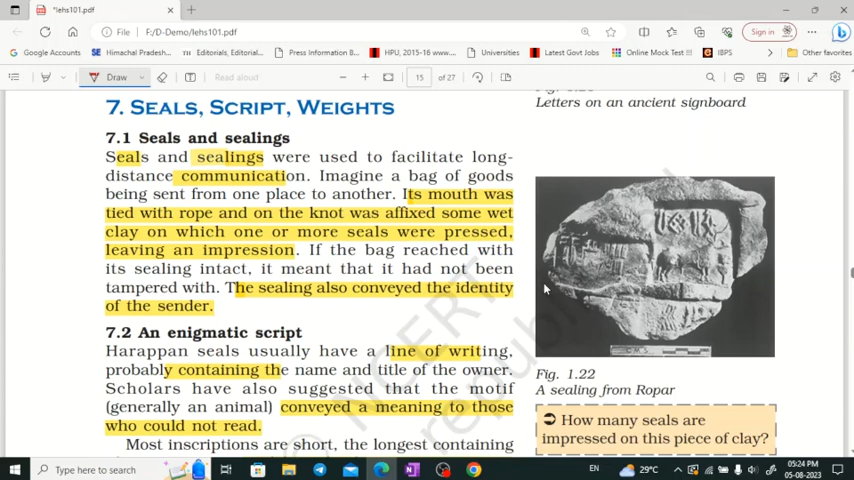 *lehs101.pdf
File
F:/D-Demo/lehs101.pdf
Sign in
Google Accounts
Himachal Pradesh...
Editorials, Editorial...
Press Information B...
HPU, 2015-16 www....
Universities
Latest Govt Jobs
Online Mock Test !!!
IBPS
Other favorites
Draw
Read aloud
15
of 27
7. SEALS, SCRIPT, WEIGHTS
Letters on an ancient signboard
7.1 Seals and sealings
Seals and sealings were used to facilitate long-
distance communication. Imagine a bag of goods
being sent from one place to another. Its mouth was
tied with rope and on the knot was affixed some wet
clay on which one or more seals were pressed,
leaving an impression. If the bag reached with
its sealing intact, it meant that it had not been
tampered with. The sealing also conveyed the identity
of the sender.
7.2 An enigmatic script
Harappan seals usually have a line of writing,
probably containing the name and title of the owner.
Scholars have also suggested that the motif
(generally an animal) conveyed a meaning to those
who could not read.
Most inscriptions are short, the longest containing
Fig. 1.22
A sealing from Ropar
How many seals are
impressed on this piece of clay?
© NCERT
Type here to search
EN
29°C
05:24 PM
05-08-2023